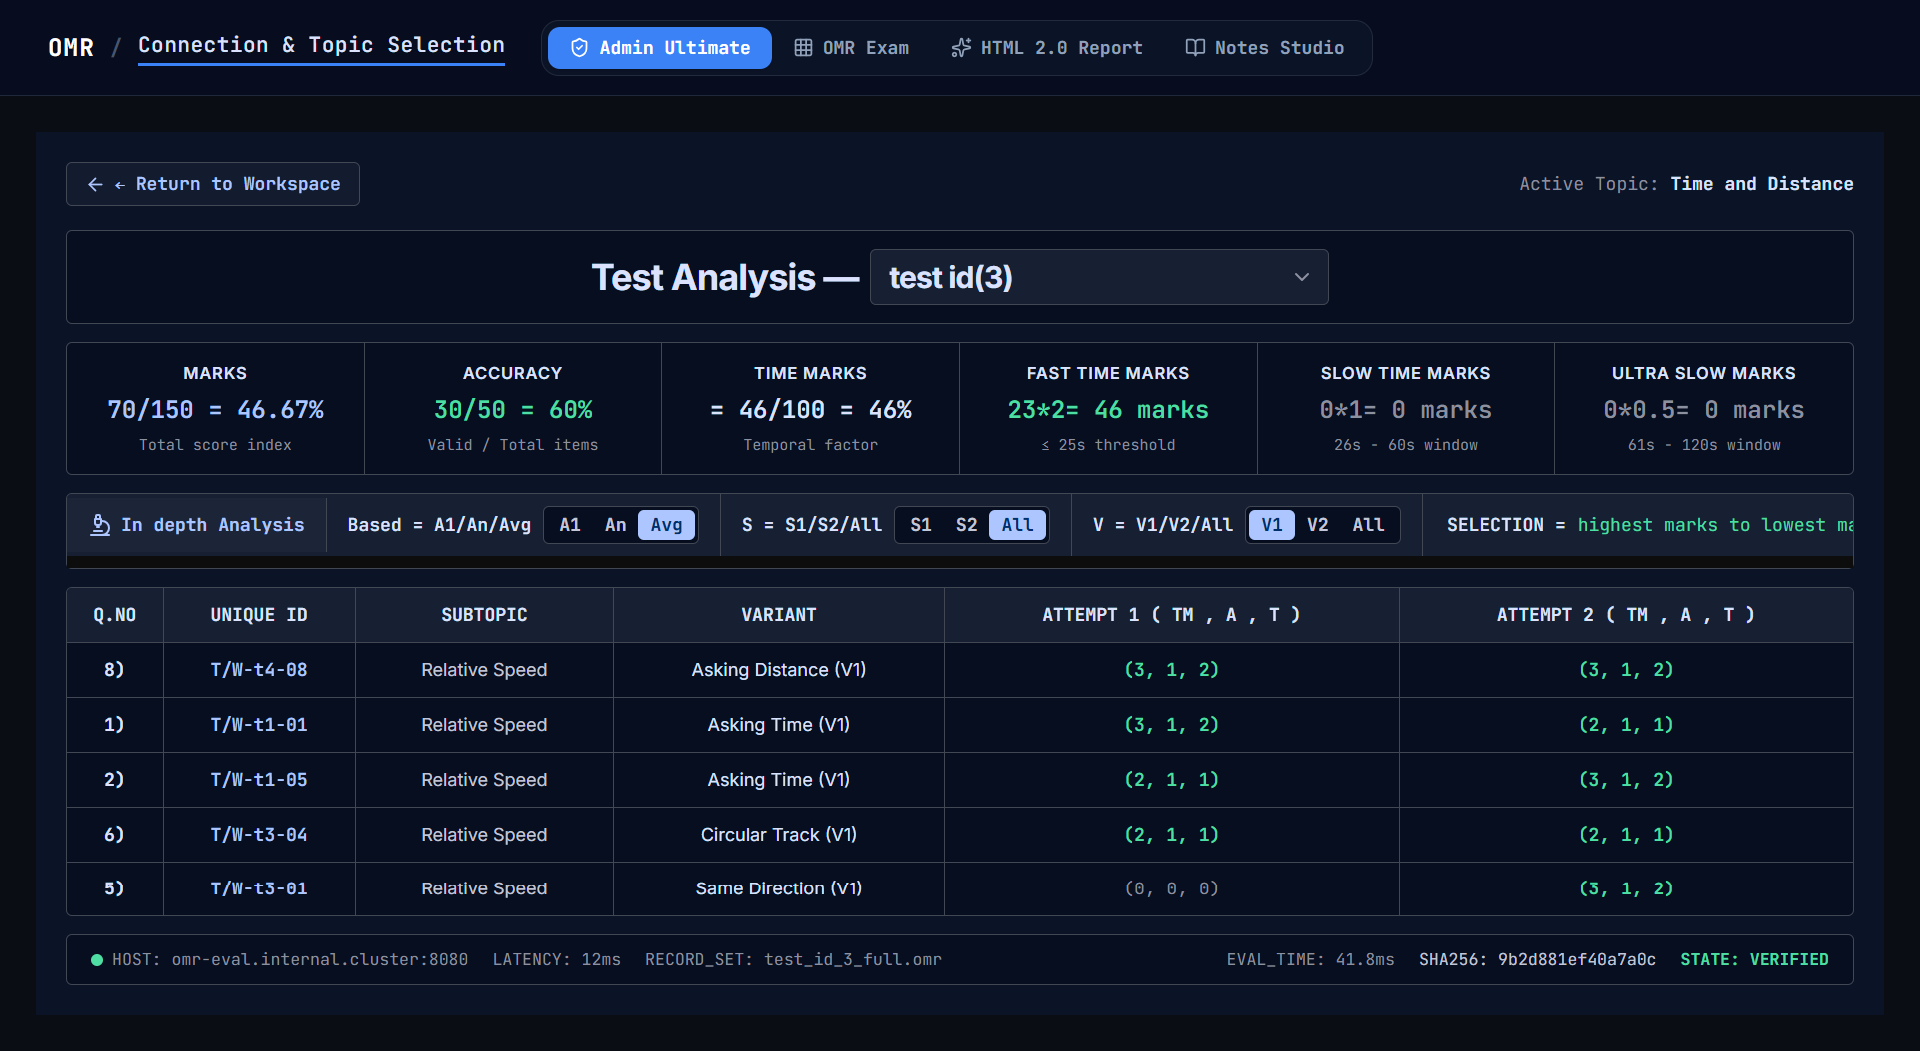 OMR / Connection & Topic Selection
Admin Ultimate
OMR Exam
HTML 2.0 Report
Notes Studio
← ← Return to Workspace
Active Topic: Time and Distance
Test Analysis — test id(3)
MARKS
70/150 = 46.67%
Total score index
ACCURACY
30/50 = 60%
Valid / Total items
TIME MARKS
= 46/100 = 46%
Temporal factor
FAST TIME MARKS
23*2= 46 marks
≤ 25s threshold
SLOW TIME MARKS
0*1= 0 marks
26s - 60s window
ULTRA SLOW MARKS
0*0.5= 0 marks
61s - 120s window
In depth Analysis
Based = A1/An/Avg A1 An Avg
S = S1/S2/All S1 S2 All
V = V1/V2/All V1 V2 All
SELECTION = highest marks to lowest ma
Q.NO UNIQUE ID SUBTOPIC VARIANT ATTEMPT 1 ( TM , A , T ) ATTEMPT 2 ( TM , A , T )
8) T/W-t4-08 Relative Speed Asking Distance (V1) (3, 1, 2) (3, 1, 2)
1) T/W-t1-01 Relative Speed Asking Time (V1) (3, 1, 2) (2, 1, 1)
2) T/W-t1-05 Relative Speed Asking Time (V1) (2, 1, 1) (3, 1, 2)
6) T/W-t3-04 Relative Speed Circular Track (V1) (2, 1, 1) (2, 1, 1)
5) T/W-t3-01 Relative Speed Same Direction (V1) (0, 0, 0) (3, 1, 2)
HOST: omr-eval.internal.cluster:8080 LATENCY: 12ms RECORD_SET: test_id_3_full.omr EVAL_TIME: 41.8ms SHA256: 9b2d881ef40a7a0c STATE: VERIFIED